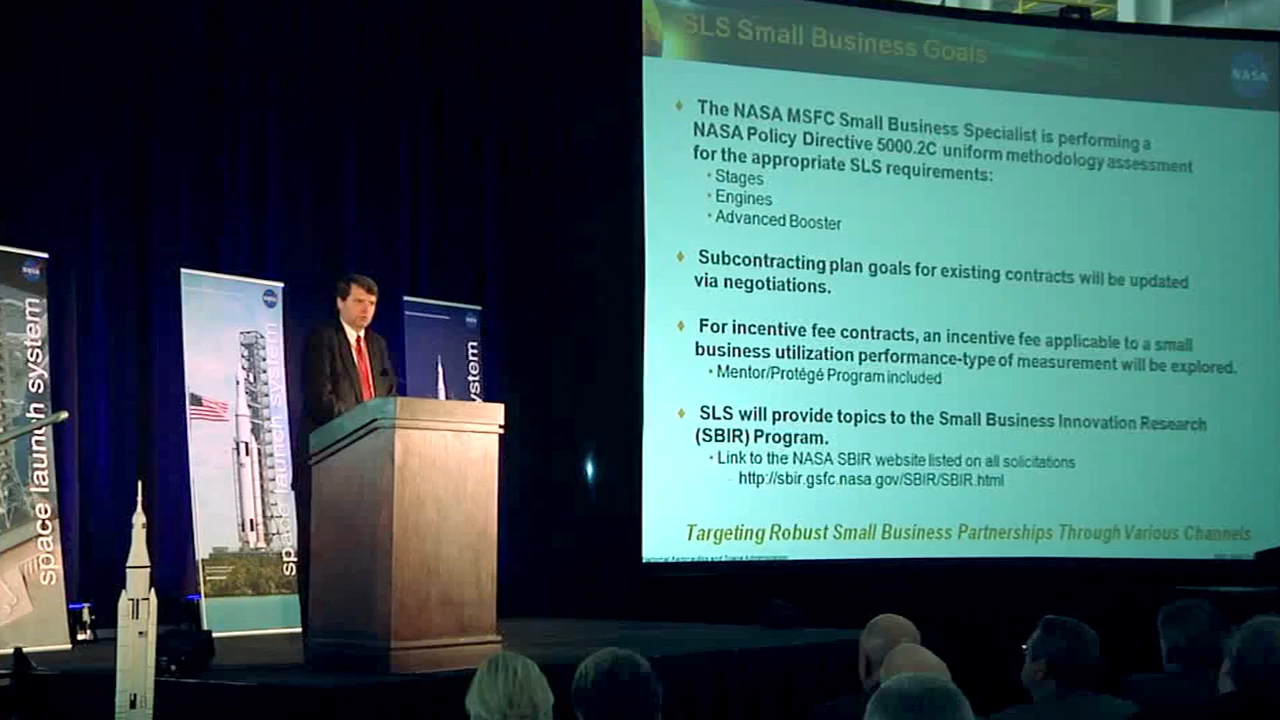 SLS Small Business Goals
NASA
The NASA MSFC Small Business Specialist is performing a
NASA Policy Directive 5000.2C uniform methodology assessment
for the appropriate SLS requirements:
Stages
Engines
Advanced Booster
Subcontracting plan goals for existing contracts will be updated
via negotiations.
For incentive fee contracts, an incentive fee applicable to a small
business utilization performance-type of measurement will be explored.
Mentor/Protégé Program included
SLS will provide topics to the Small Business Innovation Research
(SBIR) Program.
Link to the NASA SBIR website listed on all solicitations
http://sbir.gsfc.nasa.gov/SBIR/SBIR.html
Targeting Robust Small Business Partnerships Through Various Channels
NASA
space launch system
space launch system
ystem